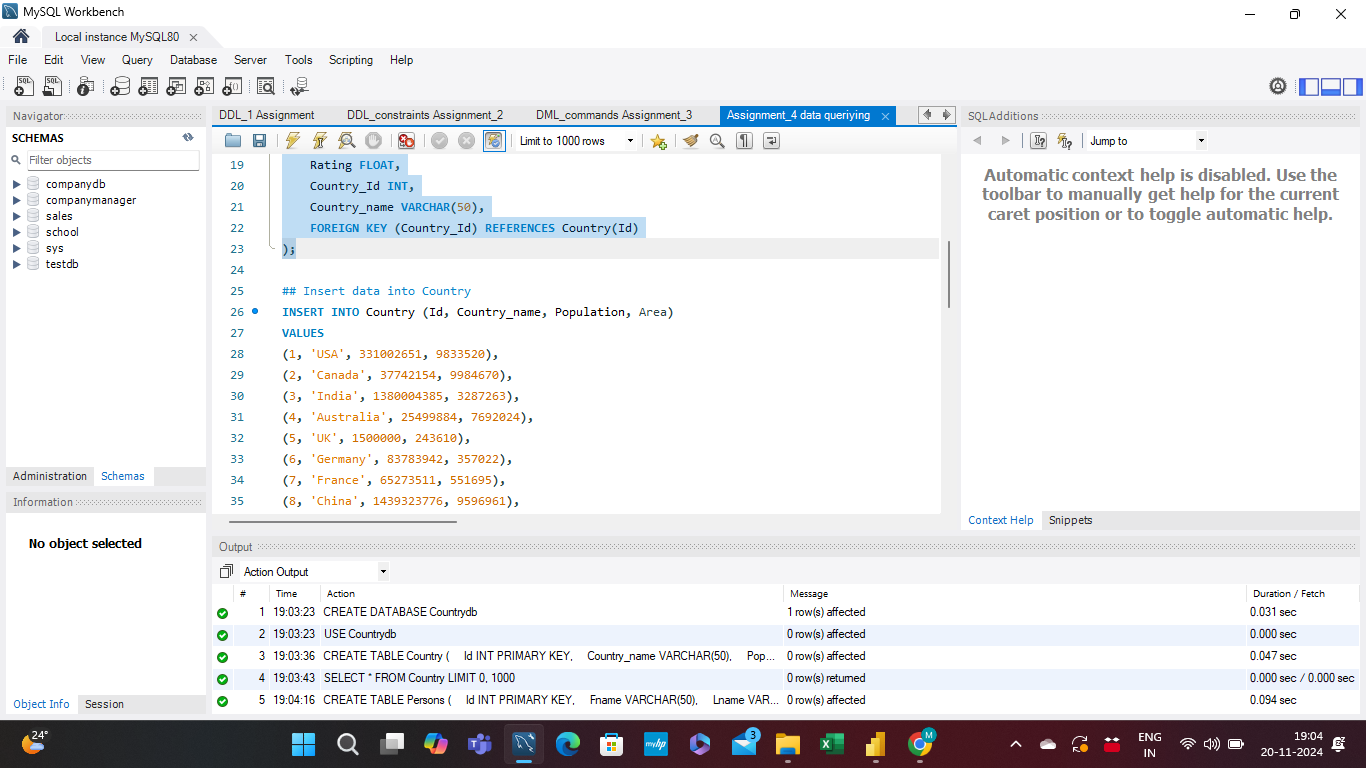 MySQL Workbench
Local instance MySQL80
File Edit View Query Database Server Tools Scripting Help
Navigator
SCHEMAS
Filter objects
companydb
companymanager
sales
school
sys
testdb
Administration Schemas
Information
No object selected
Object Info Session
DDL_1 Assignment DDL_constraints Assignment_2 DML_commands Assignment_3 Assignment_4 data queriying
Limit to 1000 rows
19 Rating FLOAT,
20 Country_Id INT,
21 Country_name VARCHAR(50),
22 FOREIGN KEY (Country_Id) REFERENCES Country(Id)
23 );
24
25 ## Insert data into Country
26 INSERT INTO Country (Id, Country_name, Population, Area)
27 VALUES
28 (1, 'USA', 331002651, 9833520),
29 (2, 'Canada', 37742154, 9984670),
30 (3, 'India', 1380004385, 3287263),
31 (4, 'Australia', 25499884, 7692024),
32 (5, 'UK', 1500000, 243610),
33 (6, 'Germany', 83783942, 357022),
34 (7, 'France', 65273511, 551695),
35 (8, 'China', 1439323776, 9596961),
SQLAdditions
Jump to
Automatic context help is disabled. Use the
toolbar to manually get help for the current
caret position or to toggle automatic help.
Context Help Snippets
Output
Action Output
# Time Action Message Duration / Fetch
1 19:03:23 CREATE DATABASE Countrydb 1 row(s) affected 0.031 sec
2 19:03:23 USE Countrydb 0 row(s) affected 0.000 sec
3 19:03:36 CREATE TABLE Country ( Id INT PRIMARY KEY, Country_name VARCHAR(50), Pop... 0 row(s) affected 0.047 sec
4 19:03:43 SELECT * FROM Country LIMIT 0, 1000 0 row(s) returned 0.000 sec / 0.000 sec
5 19:04:16 CREATE TABLE Persons ( Id INT PRIMARY KEY, Fname VARCHAR(50), Lname VAR... 0 row(s) affected 0.094 sec
24°
myhp
3
M
ENG
IN
19:04
20-11-2024